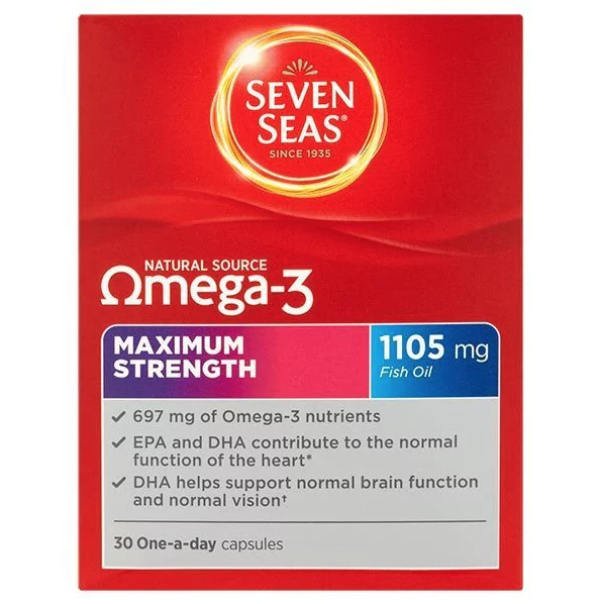 SEVEN
SEAS®
SINCE 1935
NATURAL SOURCE
Ωmega-3
MAXIMUM
STRENGTH
1105 mg
Fish Oil
✓ 697 mg of Omega-3 nutrients
✓ EPA and DHA contribute to the normal
function of the heart*
✓ DHA helps support normal brain function
and normal vision†
30 One-a-day capsules